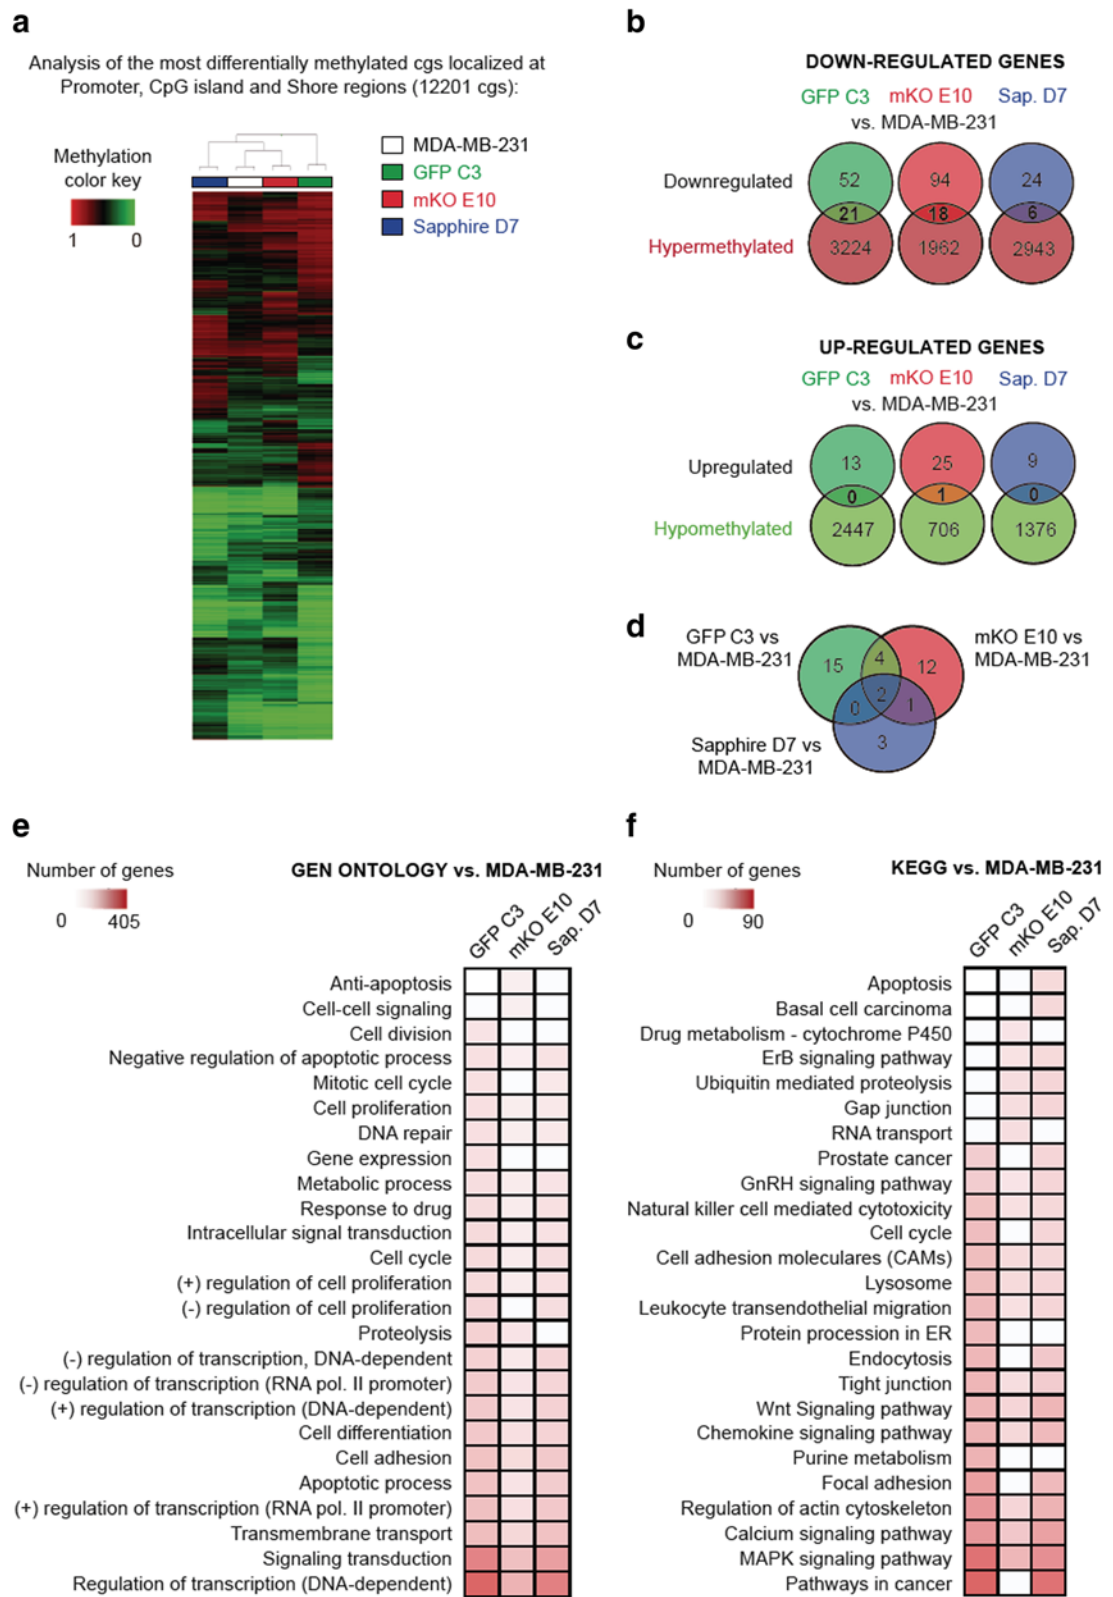 a
Analysis of the most differentially methylated cgs localized at
Promoter, CpG island and Shore regions (12201 cgs):
Methylation
color key
1 0
MDA-MB-231
GFP C3
mKO E10
Sapphire D7
b
DOWN-REGULATED GENES
GFP C3 mKO E10 Sap. D7
vs. MDA-MB-231
Downregulated 52 94 24
21 18 6
Hypermethylated 3224 1962 2943
c
UP-REGULATED GENES
GFP C3 mKO E10 Sap. D7
vs. MDA-MB-231
Upregulated 13 25 9
0 1 0
Hypomethylated 2447 706 1376
d
GFP C3 vs
MDA-MB-231
mKO E10 vs
MDA-MB-231
15 4 12
0 2 1
3
Sapphire D7 vs
MDA-MB-231
e
Number of genes
0 405
GEN ONTOLOGY vs. MDA-MB-231
GFP C3 mKO E10 Sap. D7
Anti-apoptosis
Cell-cell signaling
Cell division
Negative regulation of apoptotic process
Mitotic cell cycle
Cell proliferation
DNA repair
Gene expression
Metabolic process
Response to drug
Intracellular signal transduction
Cell cycle
(+) regulation of cell proliferation
(-) regulation of cell proliferation
Proteolysis
(-) regulation of transcription, DNA-dependent
(-) regulation of transcription (RNA pol. II promoter)
(+) regulation of transcription (DNA-dependent)
Cell differentiation
Cell adhesion
Apoptotic process
(+) regulation of transcription (RNA pol. II promoter)
Transmembrane transport
Signaling transduction
Regulation of transcription (DNA-dependent)
f
Number of genes
0 90
KEGG vs. MDA-MB-231
GFP C3 mKO E10 Sap. D7
Apoptosis
Basal cell carcinoma
Drug metabolism - cytochrome P450
ErB signaling pathway
Ubiquitin mediated proteolysis
Gap junction
RNA transport
Prostate cancer
GnRH signaling pathway
Natural killer cell mediated cytotoxicity
Cell cycle
Cell adhesion moleculares (CAMs)
Lysosome
Leukocyte transendothelial migration
Protein procession in ER
Endocytosis
Tight junction
Wnt Signaling pathway
Chemokine signaling pathway
Purine metabolism
Focal adhesion
Regulation of actin cytoskeleton
Calcium signaling pathway
MAPK signaling pathway
Pathways in cancer